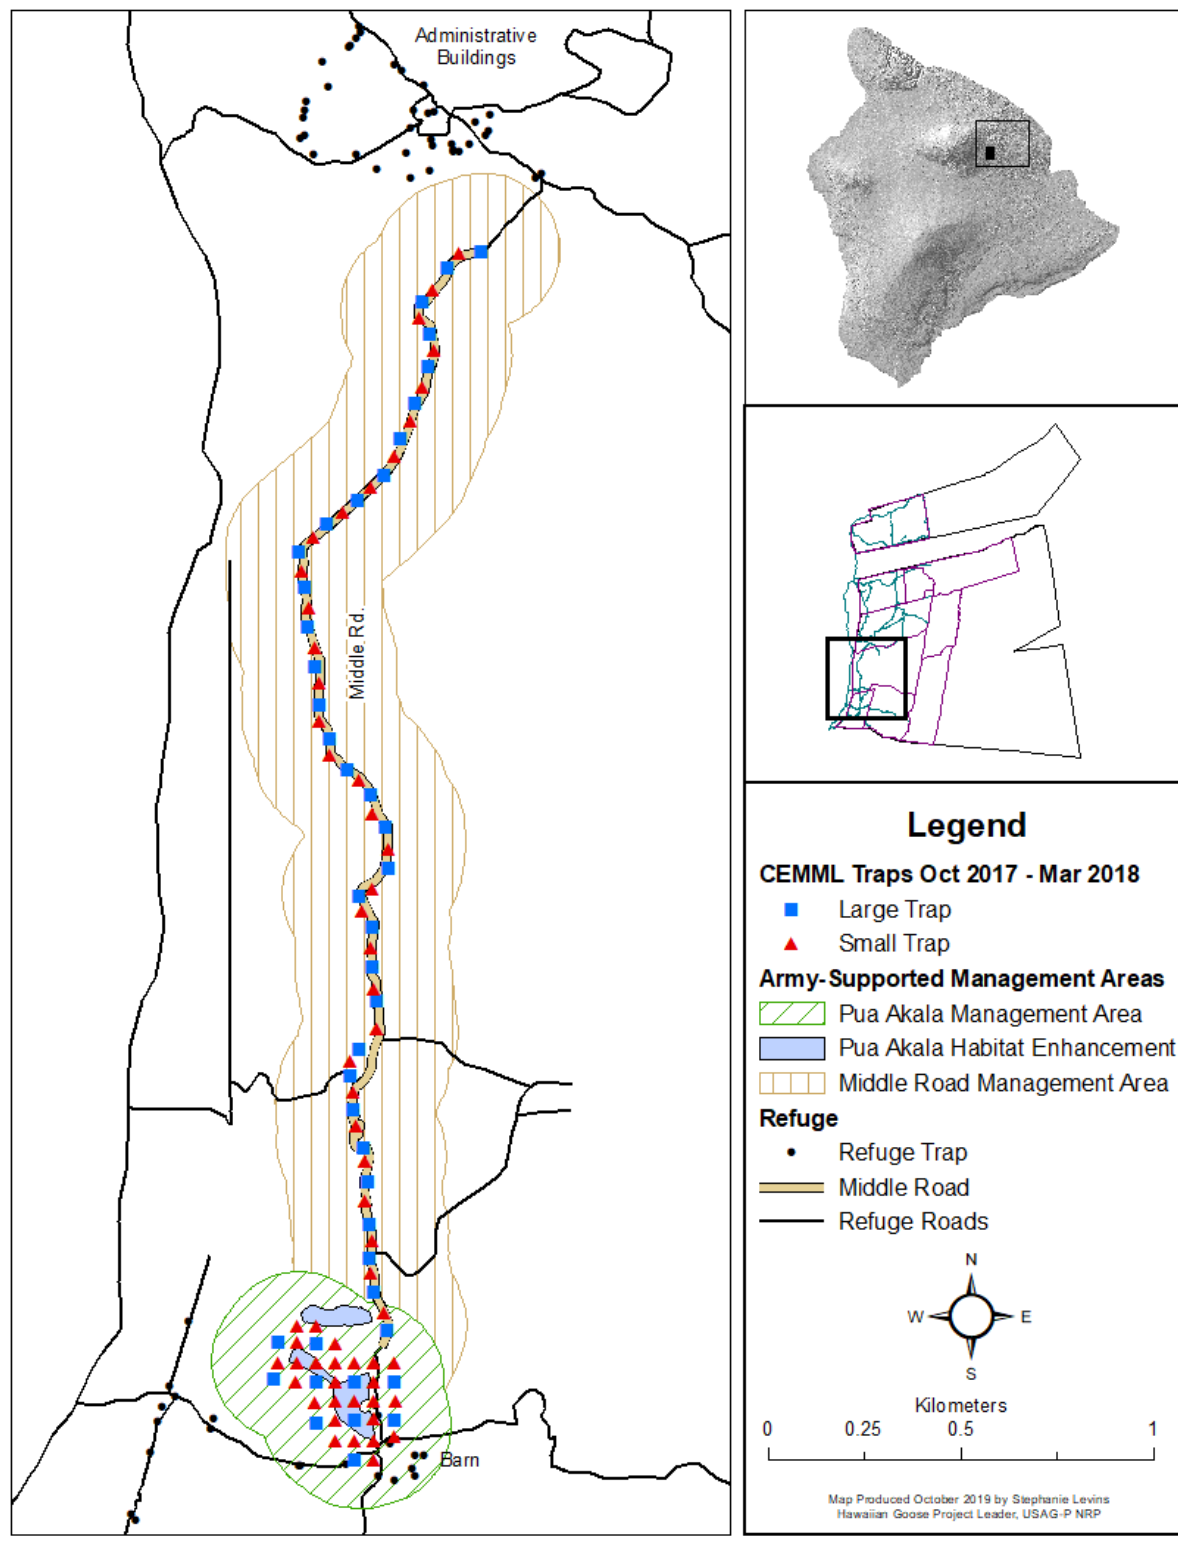 Administrative
Buildings
Middle Rd.
Barn
Legend
CEMML Traps Oct 2017 - Mar 2018
Large Trap
Small Trap
Army-Supported Management Areas
Pua Akala Management Area
Pua Akala Habitat Enhancement
Middle Road Management Area
Refuge
Refuge Trap
Middle Road
Refuge Roads
N
W E
S
Kilometers
0 0.25 0.5 1
Map Produced October 2019 by Stephanie Levins
Hawaiian Goose Project Leader, USAG-P NRP